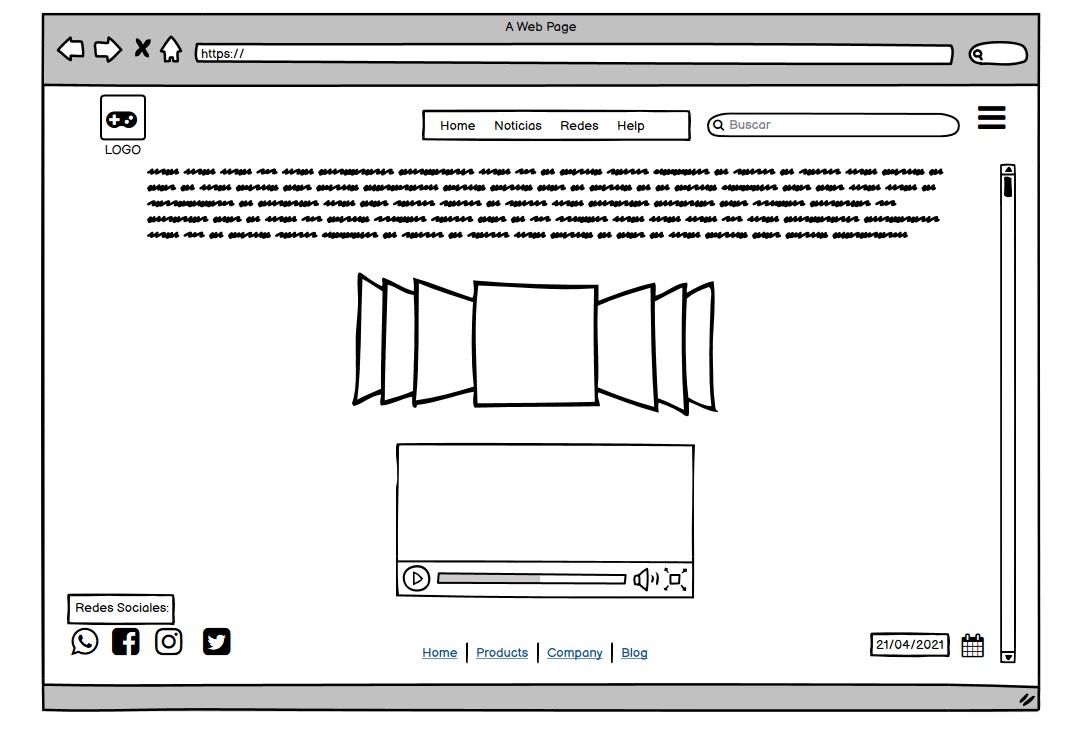 A Web Page
https://
Home Noticias Redes Help
Buscar
LOGO
Redes Sociales:
Home | Products | Company | Blog
21/04/2021